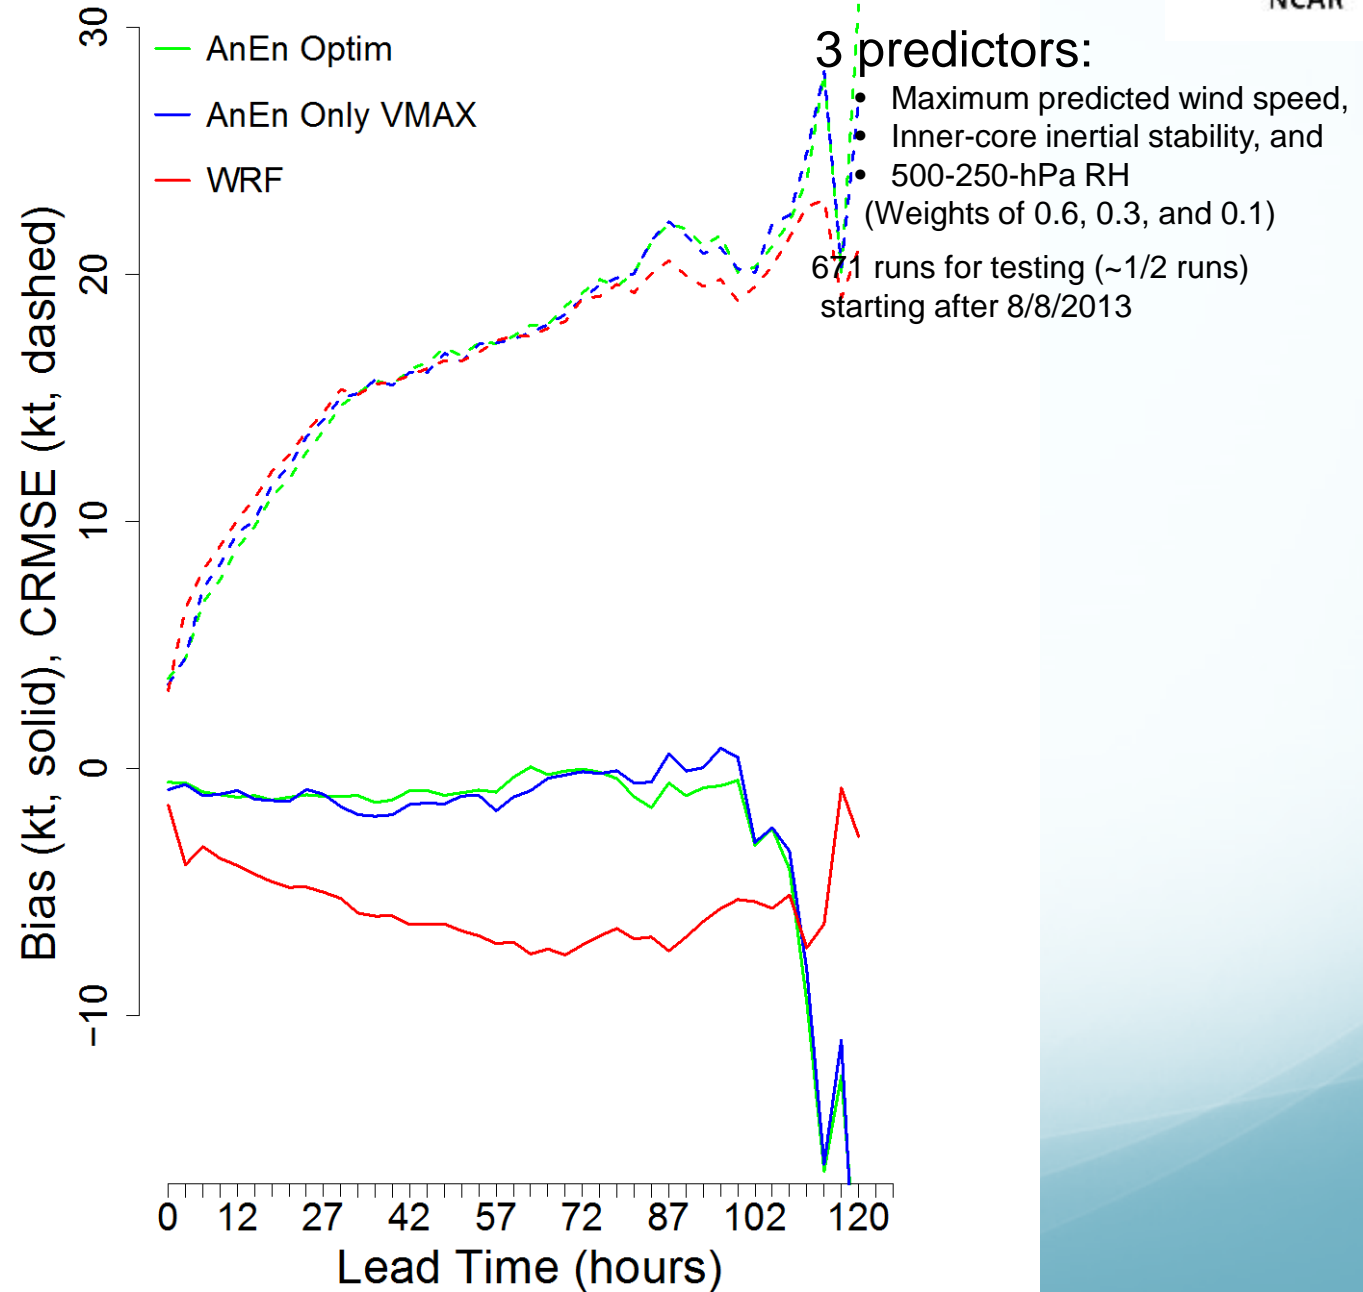 NCAR
30
20
10
0
−10
Bias (kt, solid), CRMSE (kt, dashed)
AnEn Optim
AnEn Only VMAX
WRF
3 predictors:
• Maximum predicted wind speed,
• Inner-core inertial stability, and
• 500-250-hPa RH
(Weights of 0.6, 0.3, and 0.1)
671 runs for testing (~1/2 runs)
starting after 8/8/2013
0 12 27 42 57 72 87 102 120
Lead Time (hours)